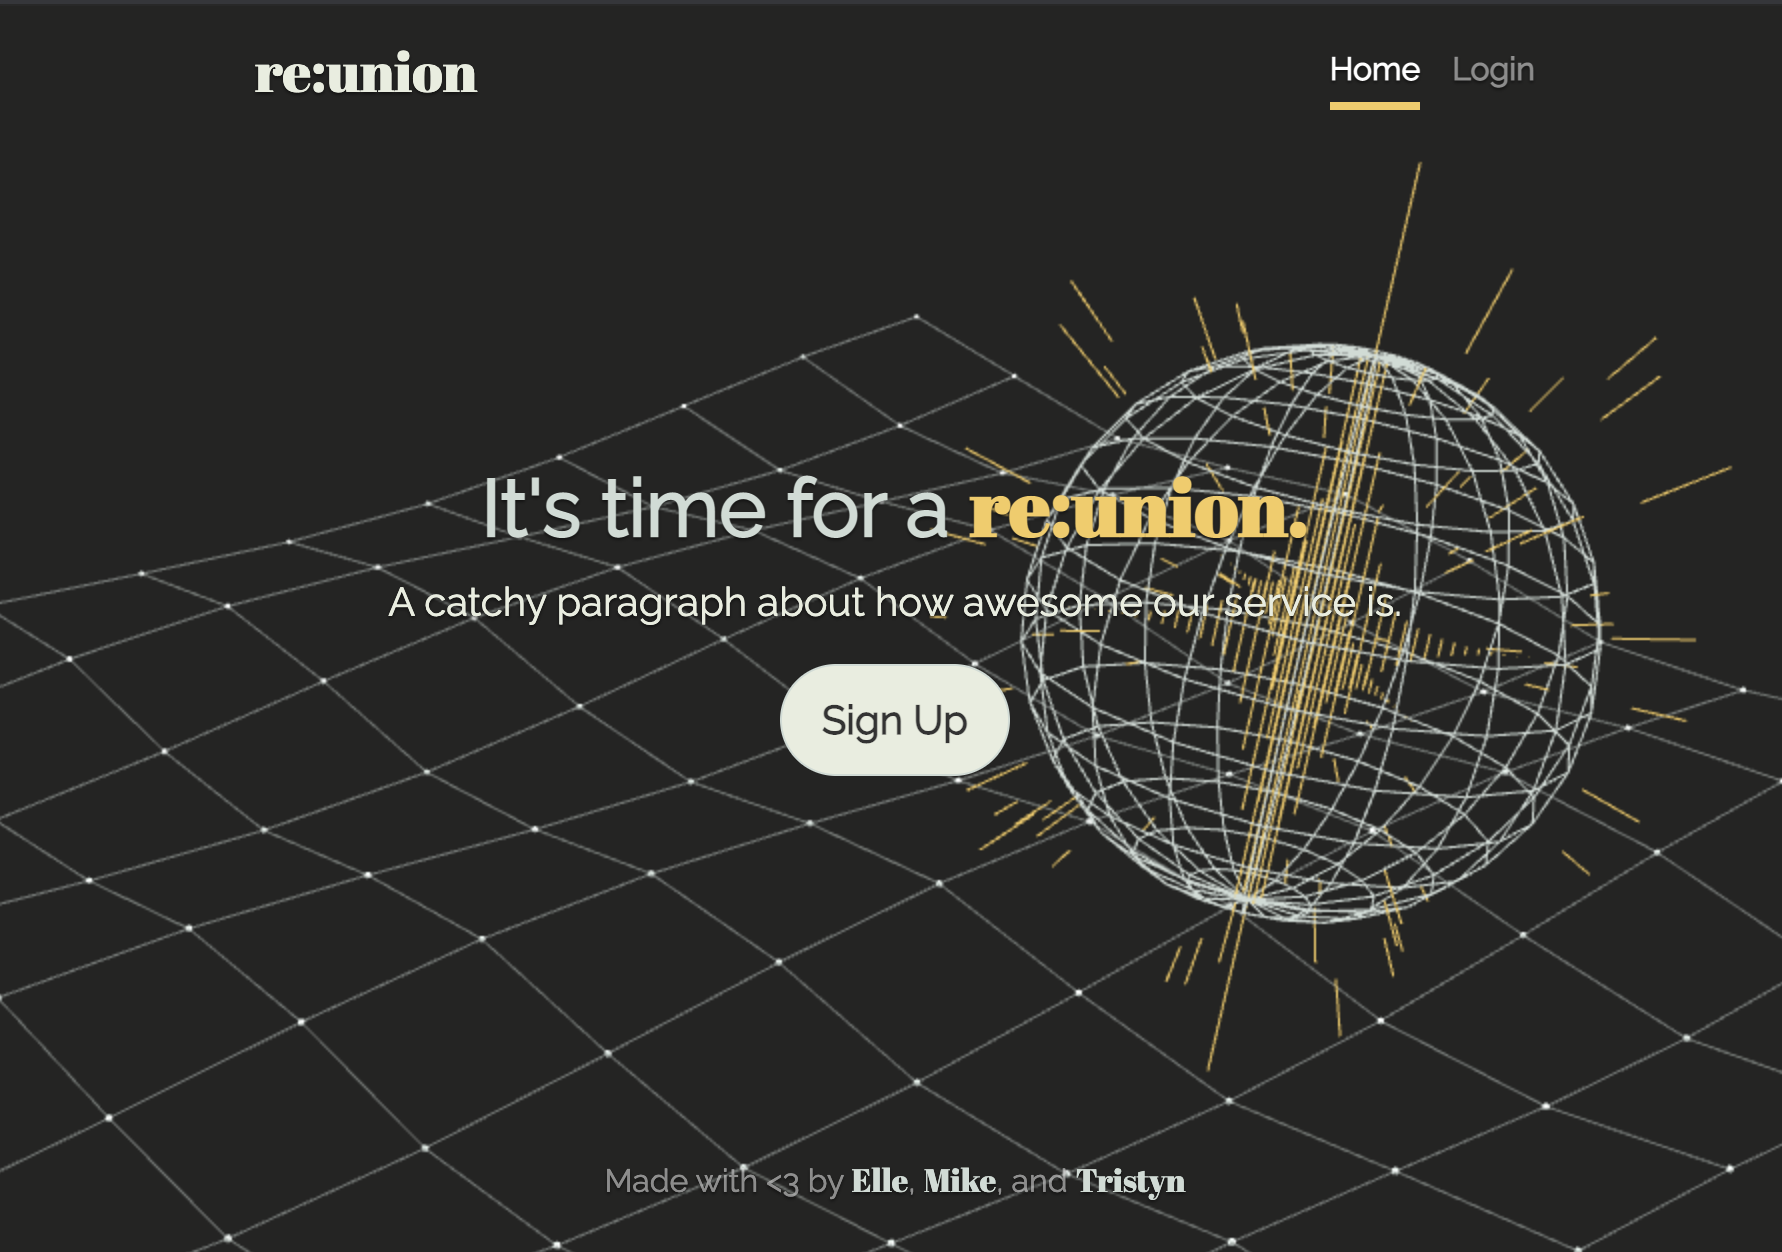 re:union
Home Login
It's time for a re:union.
A catchy paragraph about how awesome our service is.
Sign Up
Made with <3 by Elle, Mike, and Tristyn